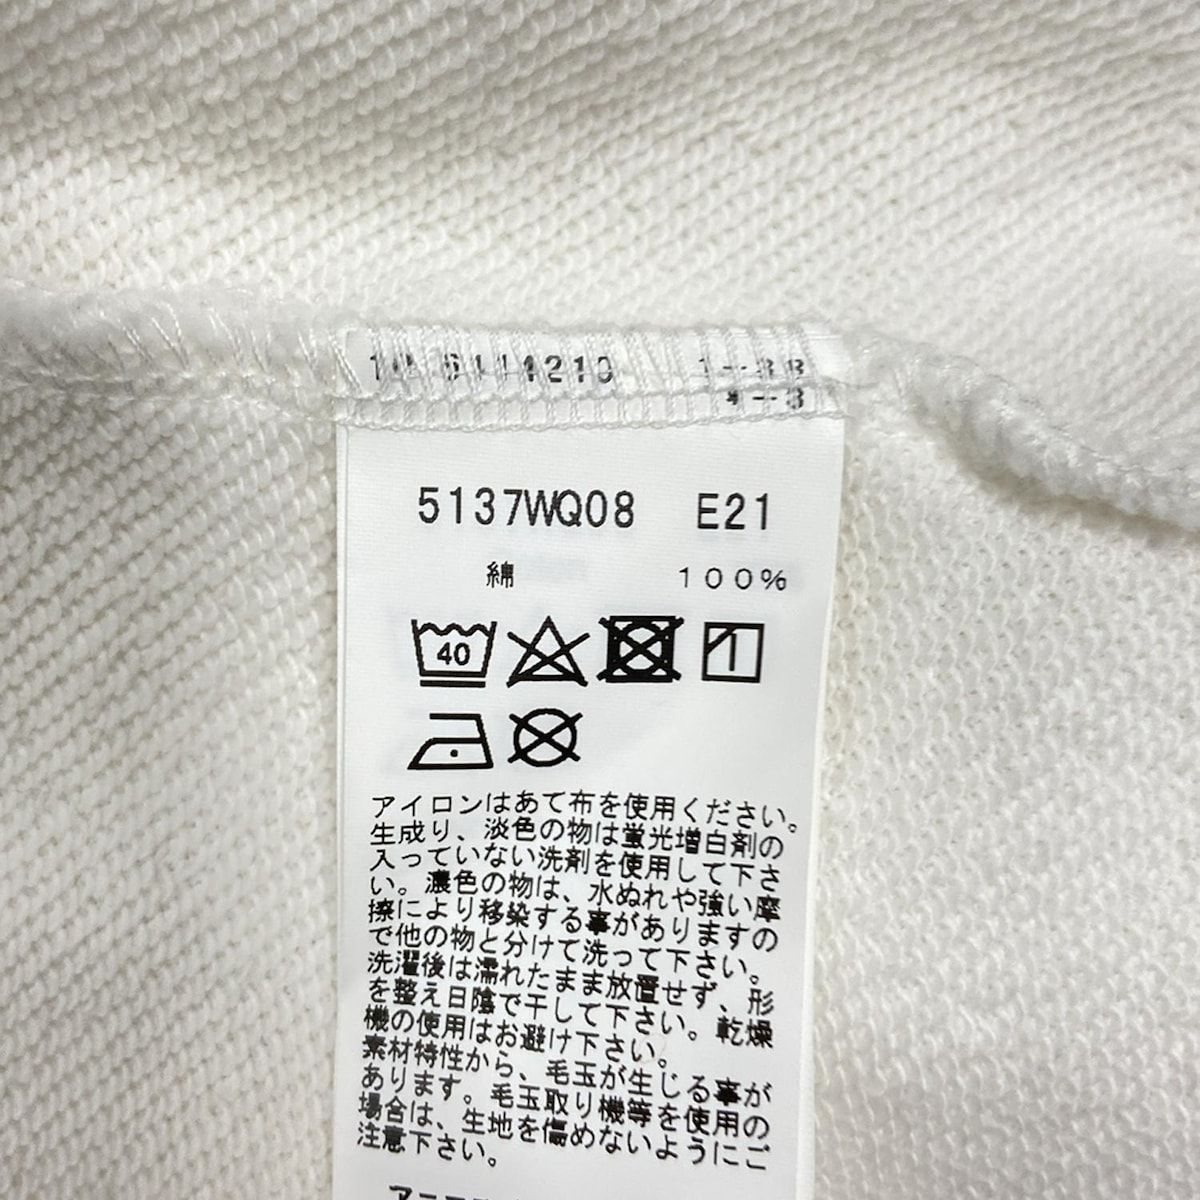 5137WQ08 E21
綿 100%
40
アイロンはあて布を使用ください。
生成り、淡色の物は蛍光増白剤の
入っていない洗剤を使用して下さ
い。濃色の物は、水ぬれや強い摩
擦により移染する事がありますの
で他の物と分けて洗って下さい。
洗濯後は濡れたまま放置せず、形
を整え日陰で干して下さい。乾燥
機の使用はお避け下さい。
素材特性から、毛玉が生じる事が
あります。毛玉取り機等を使用の
場合は、生地を傷めないようにご
注意下さい。